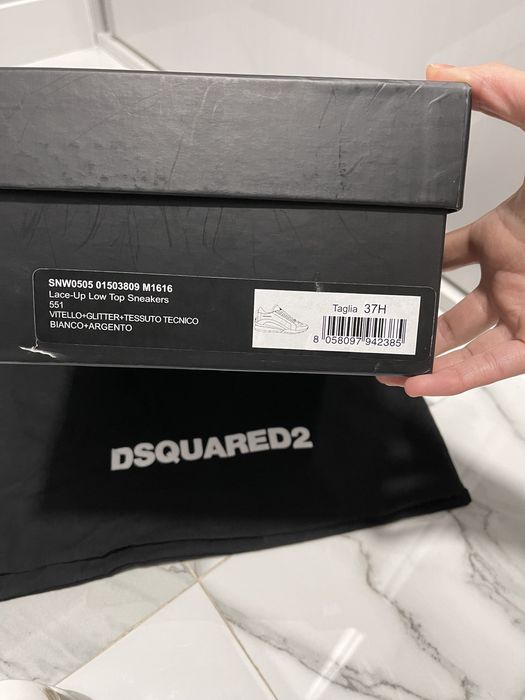 SNW0505 01503809 M1616
Lace-Up Low Top Sneakers
551
VITELLO+GLITTER+TESSUTO TECNICO
BIANCO+ARGENTO
Taglia 37H
8 058097 942385
DSQUARED2